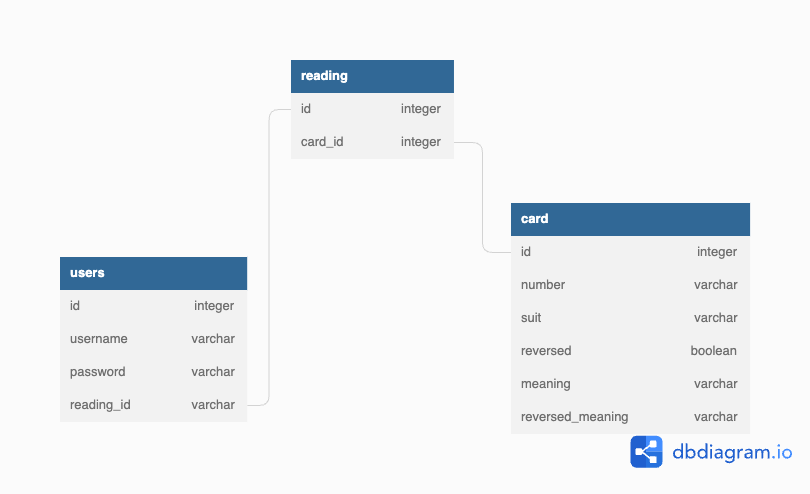 reading
id integer
card_id integer
card
id integer
number varchar
suit varchar
reversed boolean
meaning varchar
reversed_meaning varchar
users
id integer
username varchar
password varchar
reading_id varchar
dbdiagram.io